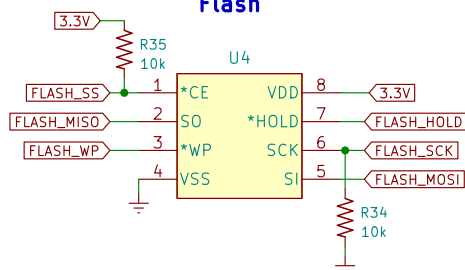 Flash
3.3V
R35
10k
U4
FLASH_SS 1 *CE VDD 8 3.3V
FLASH_MISO 2 SO *HOLD 7 FLASH_HOLD
FLASH_WP 3 *WP SCK 6 FLASH_SCK
4 VSS SI 5 FLASH_MOSI
R34
10k